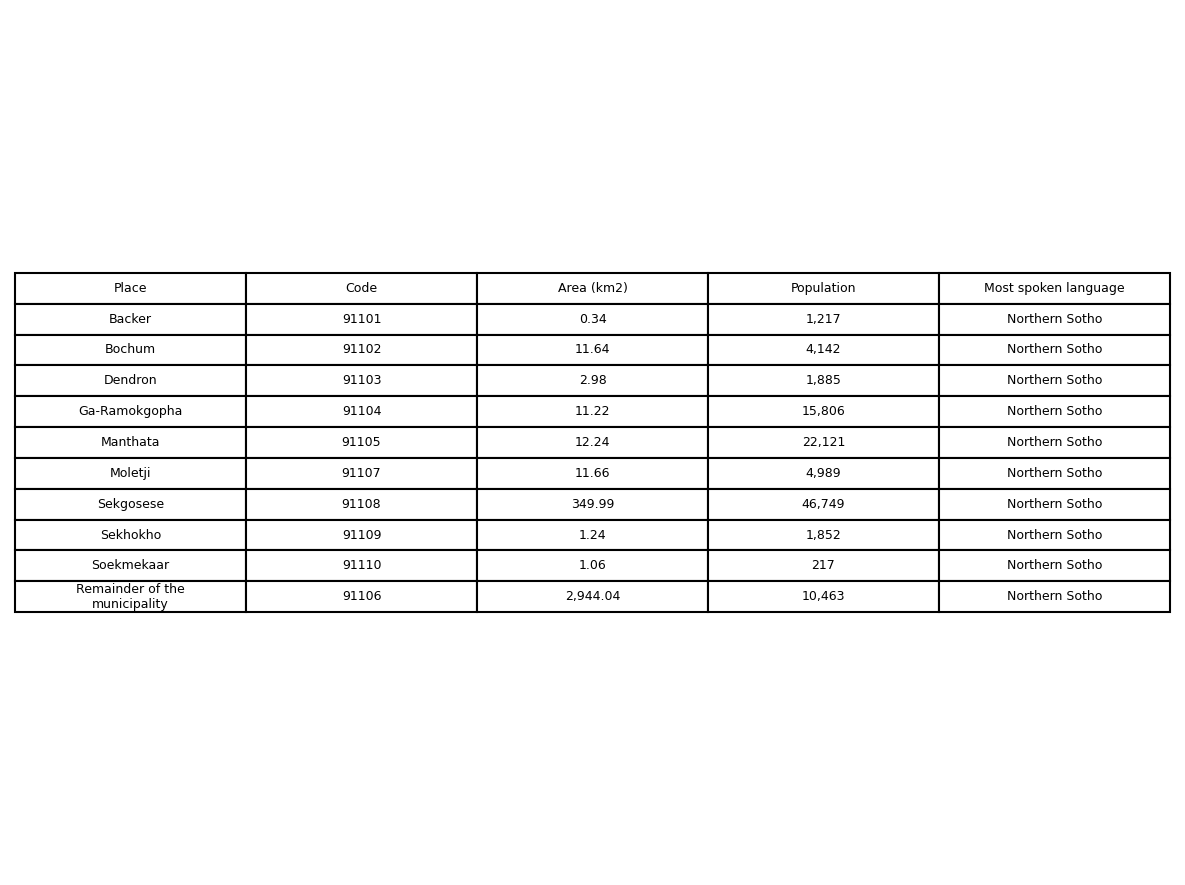 Place Code Area (km2) Population Most spoken language
Backer 91101 0.34 1,217 Northern Sotho
Bochum 91102 11.64 4,142 Northern Sotho
Dendron 91103 2.98 1,885 Northern Sotho
Ga-Ramokgopha 91104 11.22 15,806 Northern Sotho
Manthata 91105 12.24 22,121 Northern Sotho
Moletji 91107 11.66 4,989 Northern Sotho
Sekgosese 91108 349.99 46,749 Northern Sotho
Sekhokho 91109 1.24 1,852 Northern Sotho
Soekmekaar 91110 1.06 217 Northern Sotho
Remainder of the
municipality 91106 2,944.04 10,463 Northern Sotho